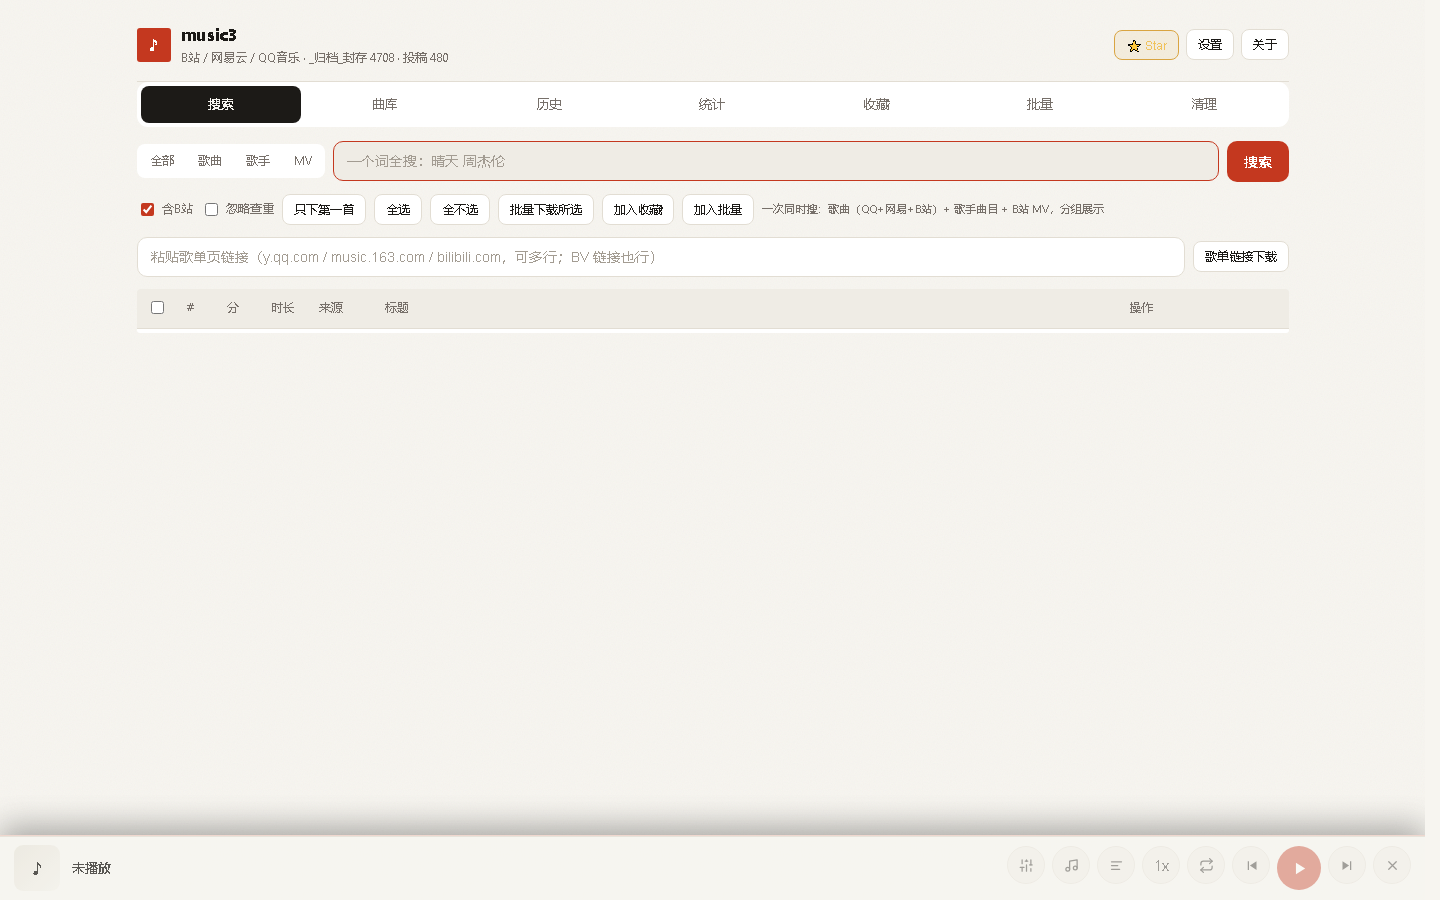 music3
B站 / 网易云 / QQ音乐 · _归档_封存 4708 · 投稿 480
Star 设置 关于
搜索 曲库 历史 统计 收藏 批量 清理
全部 歌曲 歌手 MV 一个词全搜：晴天 周杰伦 搜索
含B站 忽略查重 只下第一首 全选 全不选 批量下载所选 加入收藏 加入批量 一次同时搜：歌曲（QQ+网易+B站）+ 歌手曲目 + B站 MV，分组展示
粘贴歌单页链接（y.qq.com / music.163.com / bilibili.com，可多行；BV 链接也行） 歌单链接下载
# 分 时长 来源 标题 操作
未播放 1x